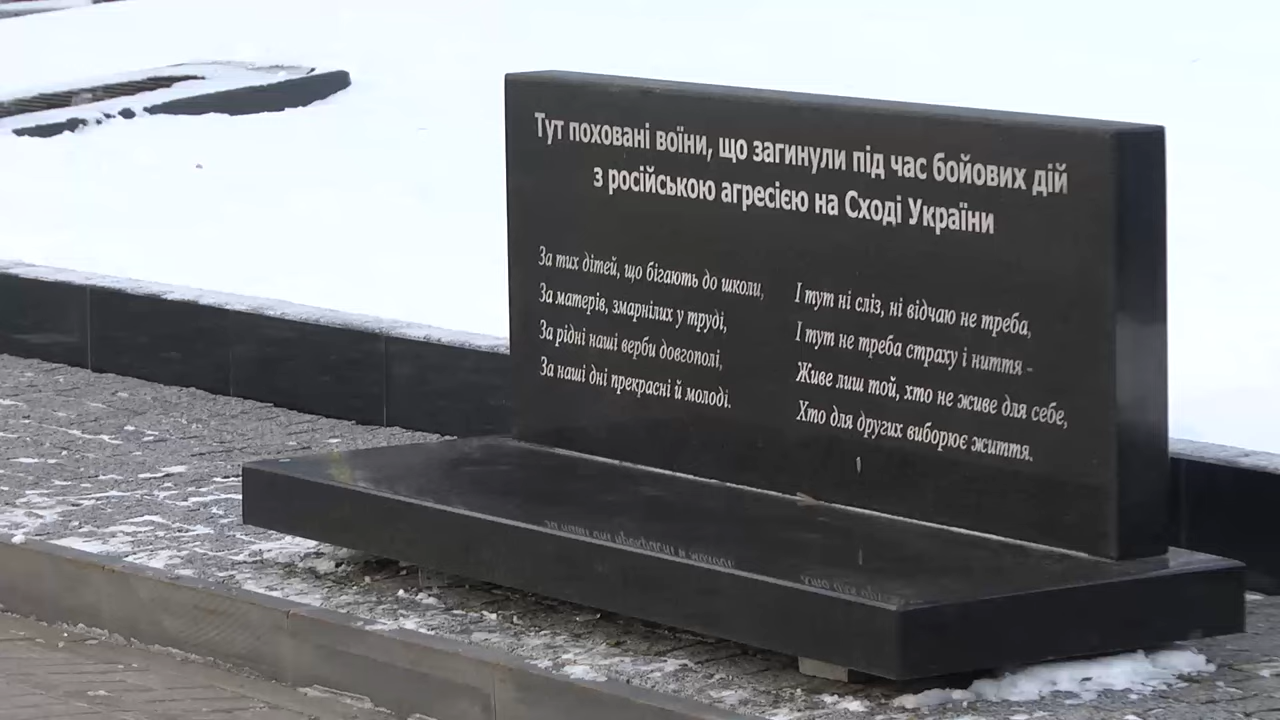 Тут поховані воїни, що загинули під час бойових дій
з російською агресією на Сході України
За тих дітей, що бігають до школи,
За матерів, змарнілих у труді,
За рідні наші верби довгополі,
За наші дні прекрасні й молоді.
І тут ні сліз, ні відчаю не треба,
І тут не треба страху і ниття -
Живе лиш той, хто не живе для себе,
Хто для других виборює життя.